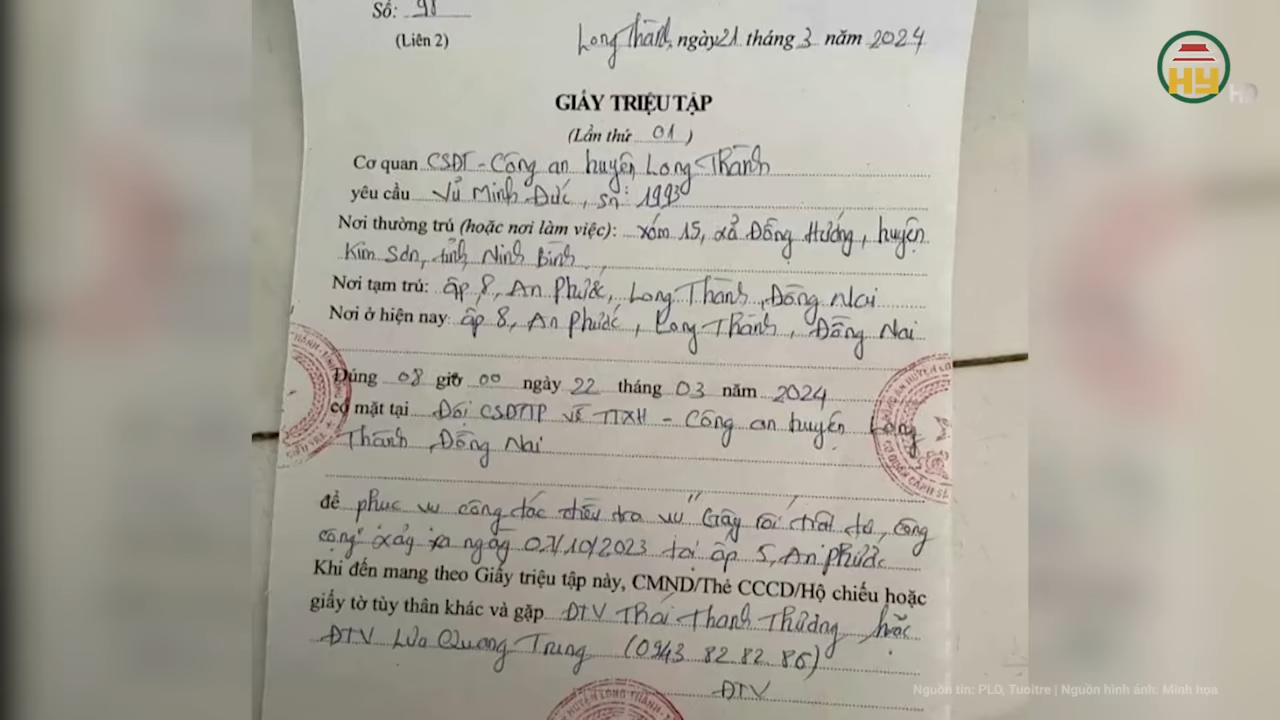 Số: 98
(Liên 2)
Long Thành, ngày 21 tháng 3 năm 2024
HY
GIẤY TRIỆU TẬP
(Lần thứ 01)
Cơ quan CSĐT - Công an huyện Long Thành
yêu cầu Vũ Minh Đức, sn: 1993
Nơi thường trú (hoặc nơi làm việc): xóm 15, xã Đồng Hướng, huyện
Kim Sơn, tỉnh Ninh Bình
Nơi tạm trú: ấp 8, An Phước, Long Thành, Đồng Nai
Nơi ở hiện nay: ấp 8, An Phước, Long Thành, Đồng Nai
Đúng 08 giờ 00 ngày 22 tháng 03 năm 2024
có mặt tại Đội CSĐTTP về TTXH - Công an huyện Long
Thành, Đồng Nai
để phục vụ công tác điều tra vụ "Gây rối trật tự công
cộng" xảy ra ngày 07/10/2023 tại ấp 5, An Phước
Khi đến mang theo Giấy triệu tập này, CMND/Thẻ CCCD/Hộ chiếu hoặc
giấy tờ tùy thân khác và gặp ĐTV Thái Thanh Thương hoặc
ĐTV Lưu Quang Trung (0943 82.82.86)
ĐTV
Nguồn tin: PLO, Tuoitre | Nguồn hình ảnh: Minh họa